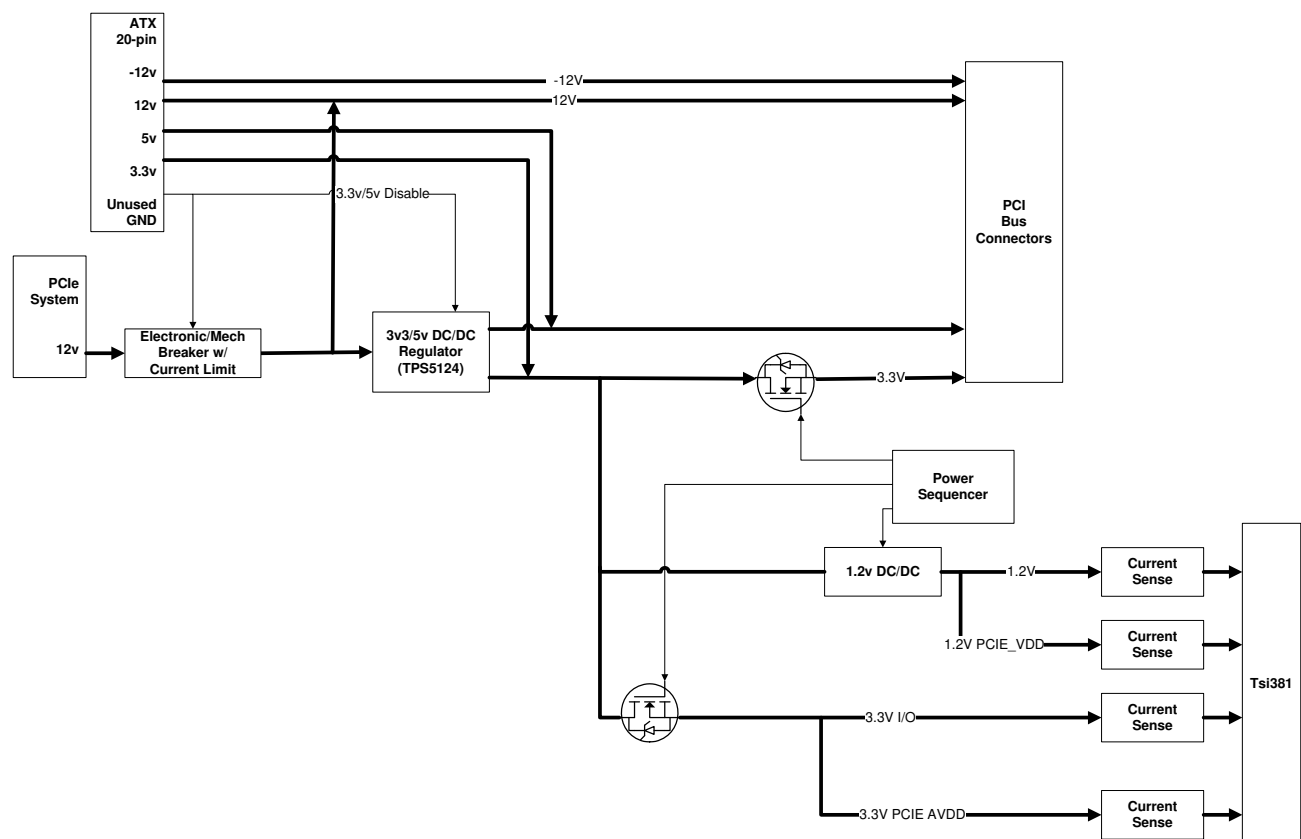 ATX
20-pin
-12v
12v
5v
3.3v
Unused
GND
-12V
12V
3.3v/5v Disable
PCI
Bus
Connectors
PCIe
System
12v
Electronic/Mech
Breaker w/
Current Limit
3v3/5v DC/DC
Regulator
(TPS5124)
3.3V
Power
Sequencer
1.2v DC/DC
1.2V
Current
Sense
1.2V PCIE_VDD
Current
Sense
Tsi381
3.3V I/O
Current
Sense
3.3V PCIE AVDD
Current
Sense